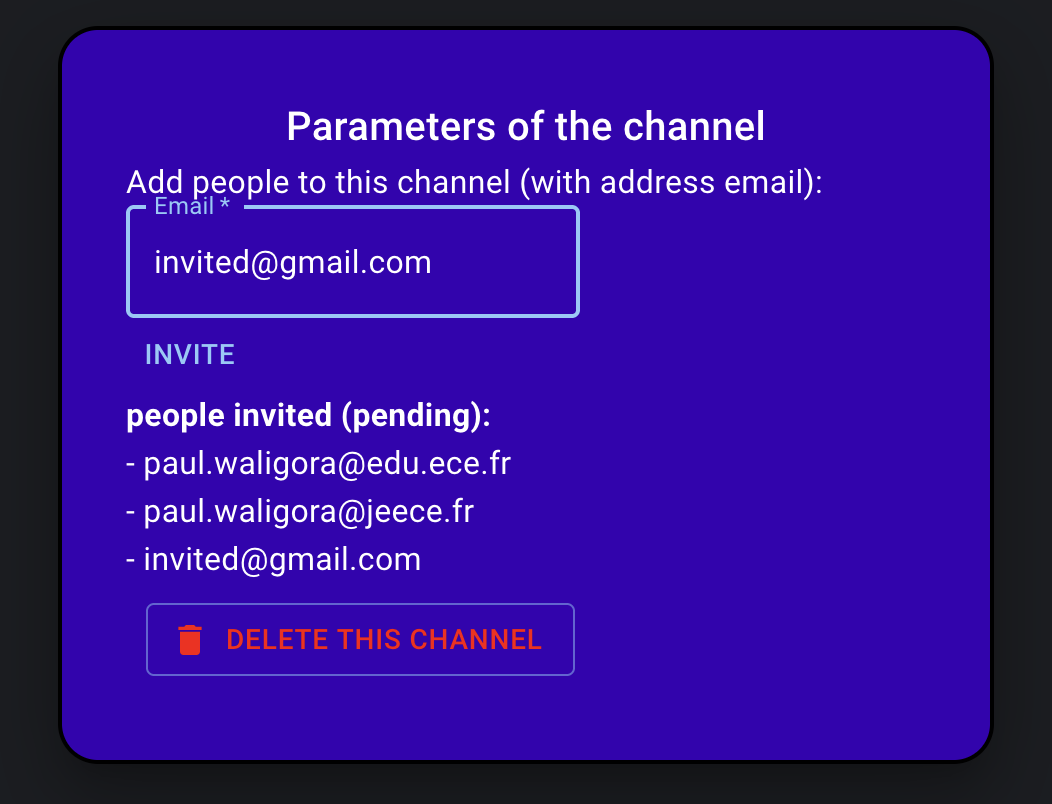 Parameters of the channel
Add people to this channel (with address email):
Email *
invited@gmail.com
INVITE
people invited (pending):
- paul.waligora@edu.ece.fr
- paul.waligora@jeece.fr
- invited@gmail.com
DELETE THIS CHANNEL